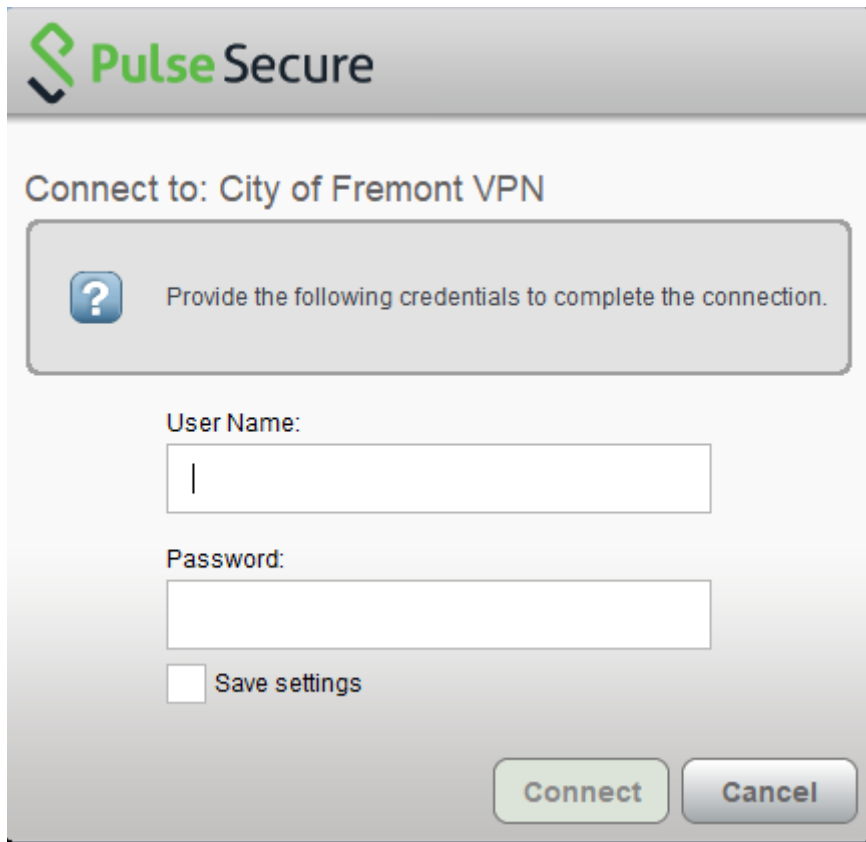 Pulse Secure
Connect to: City of Fremont VPN
?
Provide the following credentials to complete the connection.
User Name:
Password:
Save settings
Connect
Cancel